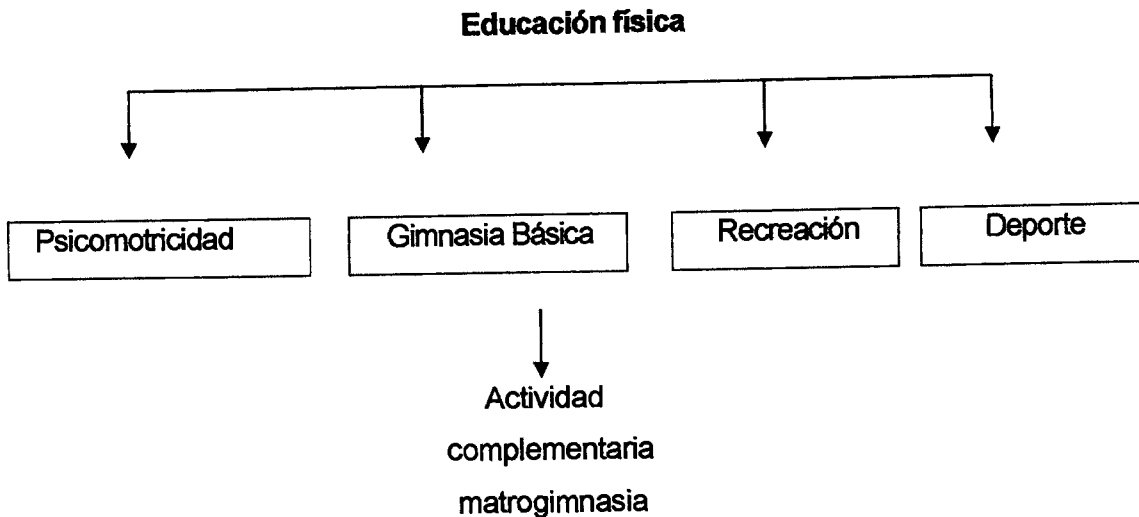 Educación física
Psicomotricidad
Gimnasia Básica
Recreación
Deporte
Actividad
complementaria
matrogimnasia